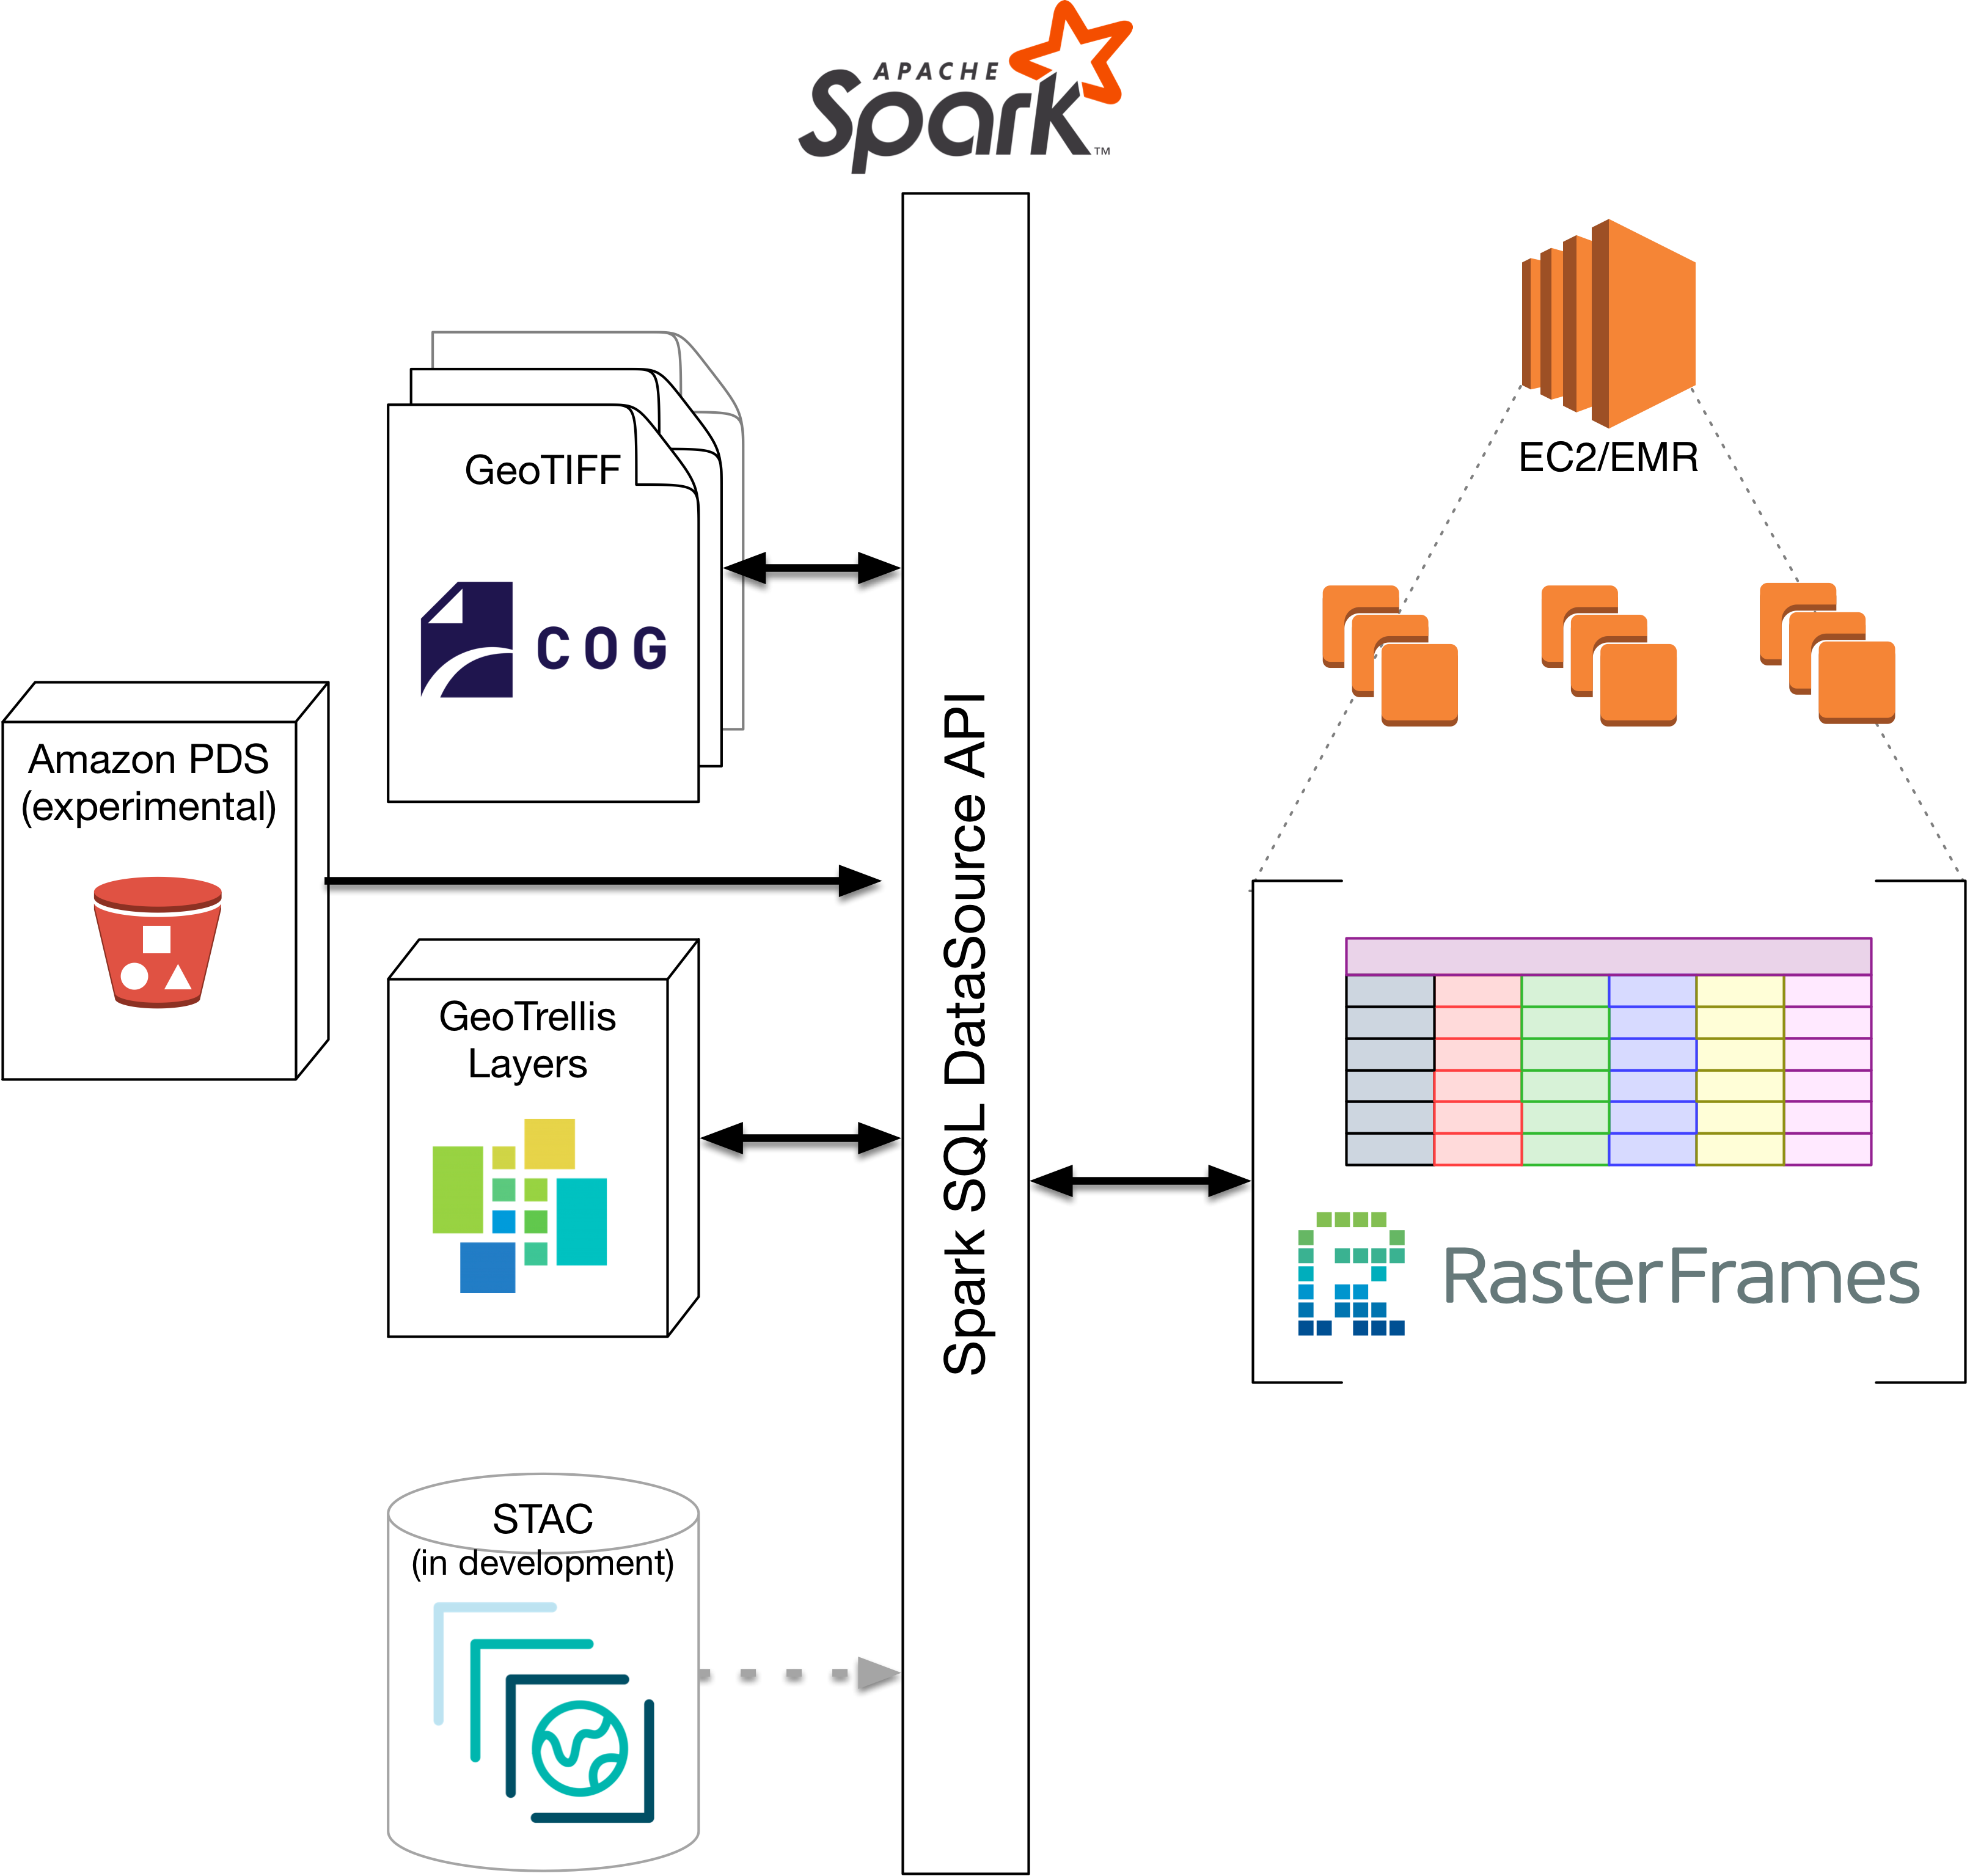 APACHE
Spark™
GeoTIFF
COG
Amazon PDS
(experimental)
GeoTrellis
Layers
STAC
(in development)
Spark SQL DataSource API
EC2/EMR
RasterFrames